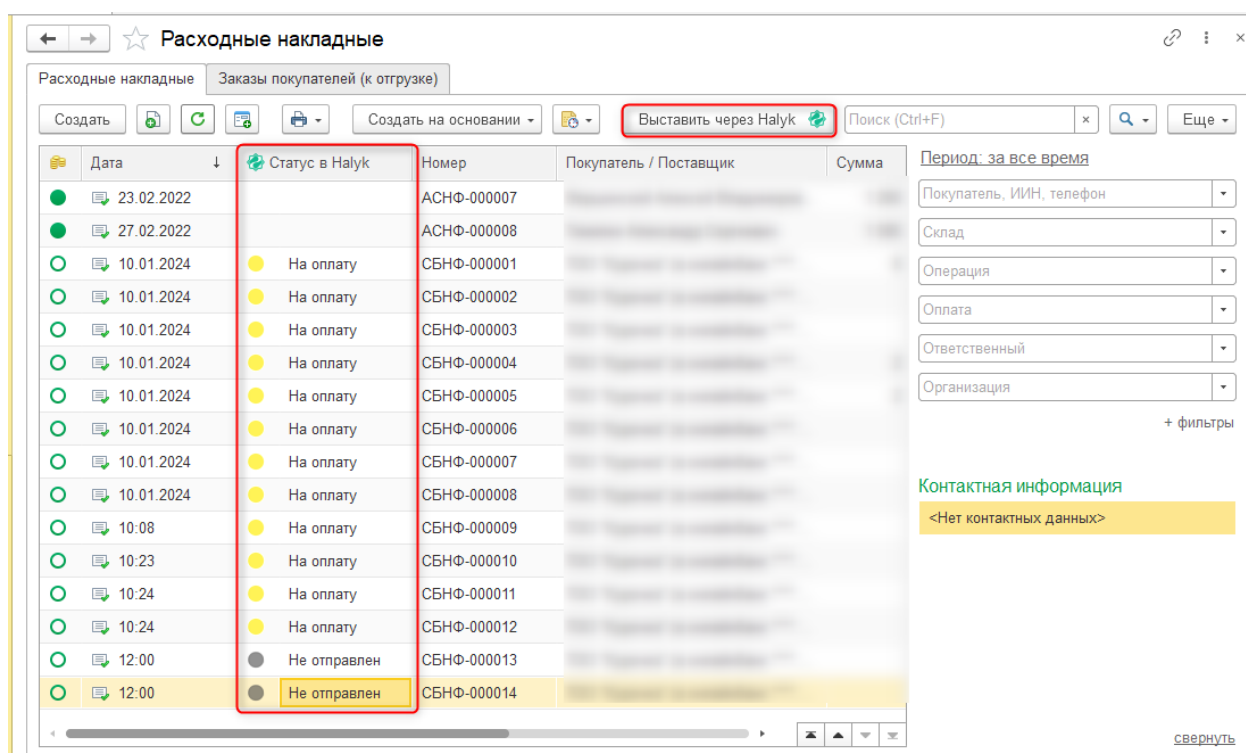 Расходные накладные
Расходные накладные Заказы покупателей (к отгрузке)
Создать Создать на основании Выставить через Halyk Поиск (Ctrl+F) × Еще
Дата ↓ Статус в Halyk Номер Покупатель / Поставщик Сумма
23.02.2022 АСНФ-000007
27.02.2022 АСНФ-000008
10.01.2024 На оплату СБНФ-000001
10.01.2024 На оплату СБНФ-000002
10.01.2024 На оплату СБНФ-000003
10.01.2024 На оплату СБНФ-000004
10.01.2024 На оплату СБНФ-000005
10.01.2024 На оплату СБНФ-000006
10.01.2024 На оплату СБНФ-000007
10.01.2024 На оплату СБНФ-000008
10:08 На оплату СБНФ-000009
10:23 На оплату СБНФ-000010
10:24 На оплату СБНФ-000011
10:24 На оплату СБНФ-000012
12:00 Не отправлен СБНФ-000013
12:00 Не отправлен СБНФ-000014
Период: за все время
Покупатель, ИИН, телефон
Склад
Операция
Оплата
Ответственный
Организация
+ фильтры
Контактная информация
<Нет контактных данных>
свернуть